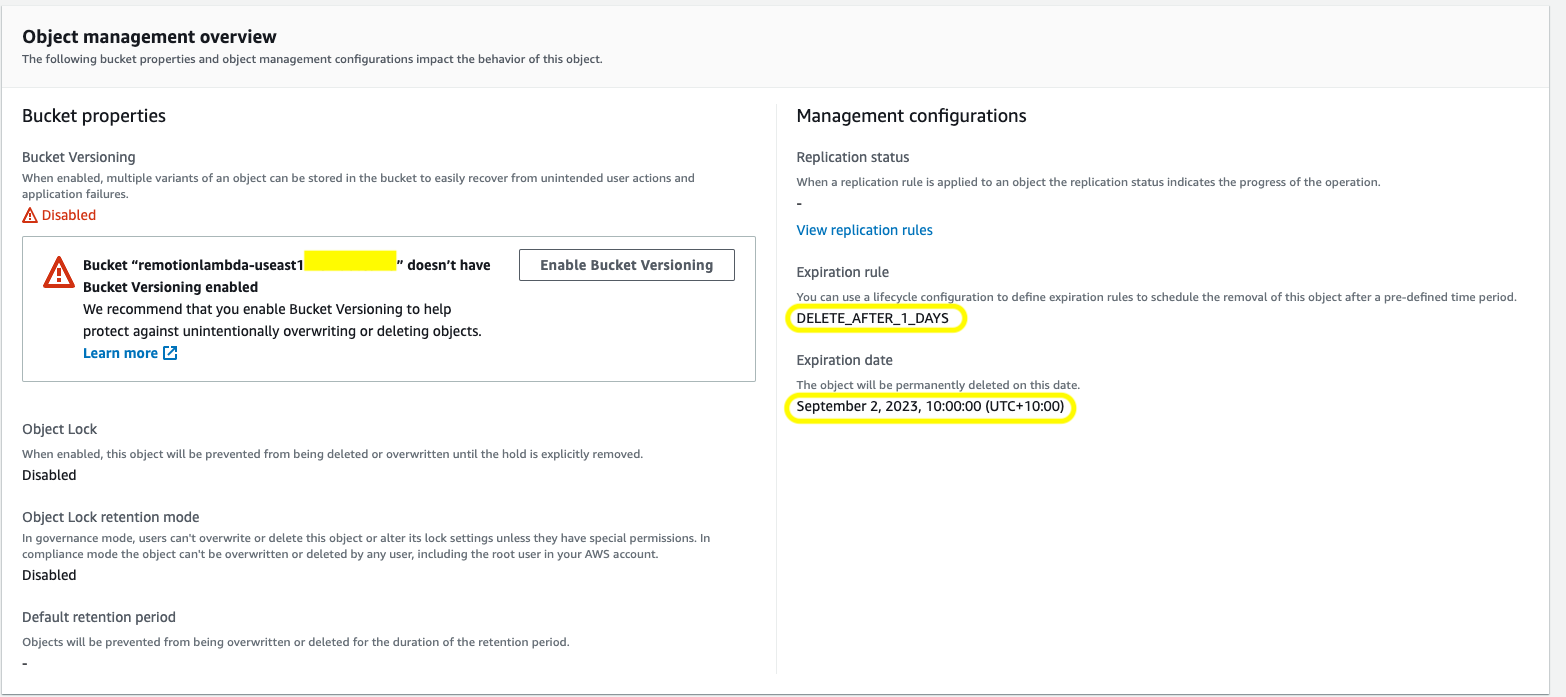 Object management overview
The following bucket properties and object management configurations impact the behavior of this object.
Bucket properties
Bucket Versioning
When enabled, multiple variants of an object can be stored in the bucket to easily recover from unintended user actions and
application failures.
Disabled
Bucket “remotionlambda-useast1 ” doesn’t have
Bucket Versioning enabled
We recommend that you enable Bucket Versioning to help
protect against unintentionally overwriting or deleting objects.
Learn more
Enable Bucket Versioning
Object Lock
When enabled, this object will be prevented from being deleted or overwritten until the hold is explicitly removed.
Disabled
Object Lock retention mode
In governance mode, users can't overwrite or delete this object or alter its lock settings unless they have special permissions. In
compliance mode the object can't be overwritten or deleted by any user, including the root user in your AWS account.
Disabled
Default retention period
Objects will be prevented from being overwritten or deleted for the duration of the retention period.
-
Management configurations
Replication status
When a replication rule is applied to an object the replication status indicates the progress of the operation.
-
View replication rules
Expiration rule
You can use a lifecycle configuration to define expiration rules to schedule the removal of this object after a pre-defined time period.
DELETE_AFTER_1_DAYS
Expiration date
The object will be permanently deleted on this date.
September 2, 2023, 10:00:00 (UTC+10:00)